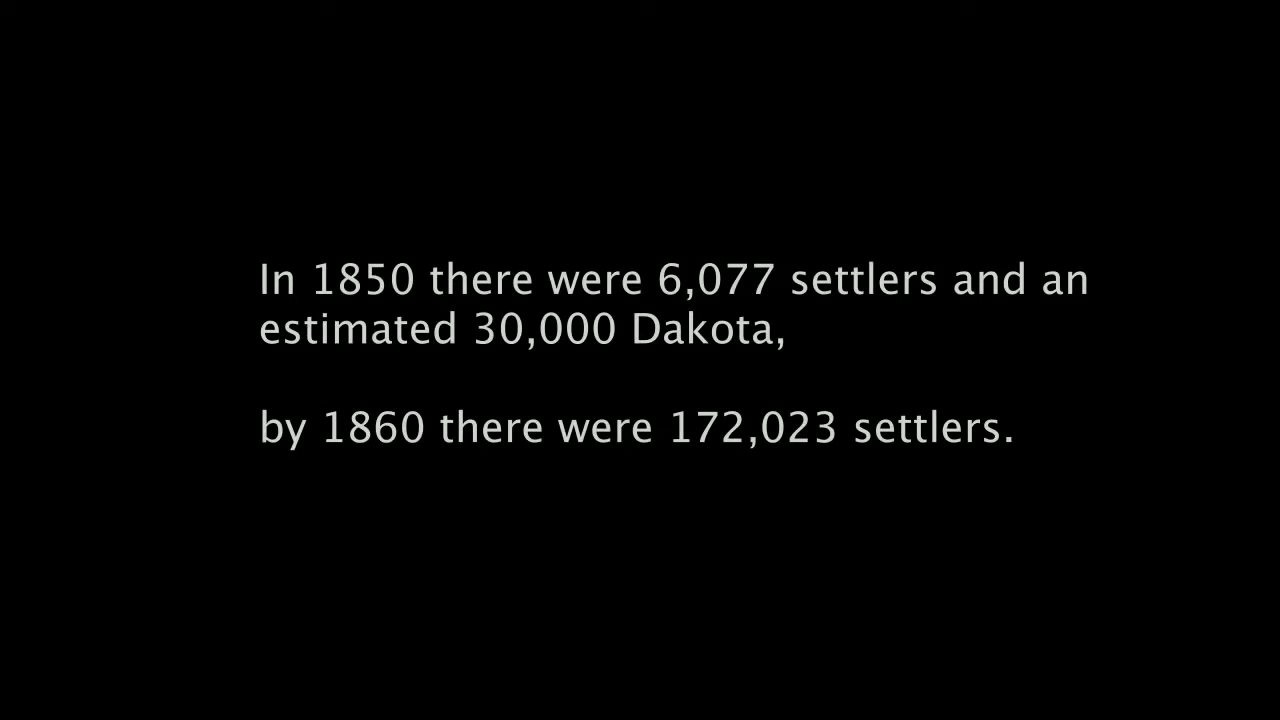 In 1850 there were 6,077 settlers and an
estimated 30,000 Dakota,
by 1860 there were 172,023 settlers.